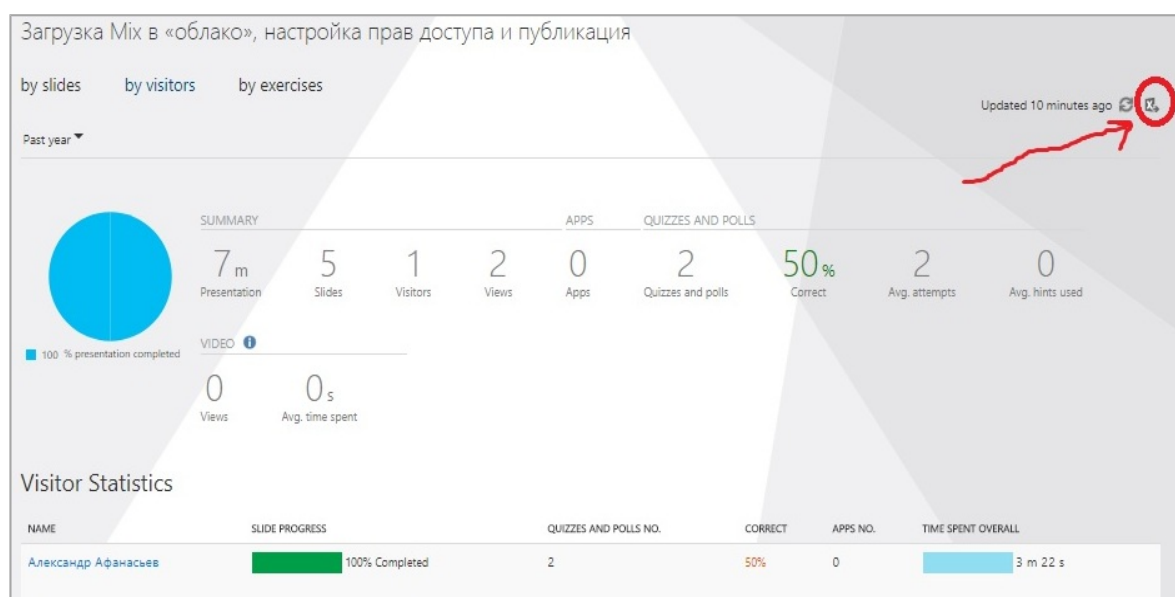 Загрузка Mix в «облако», настройка прав доступа и публикация
by slides by visitors by exercises
Updated 10 minutes ago
Past year
SUMMARY APPS QUIZZES AND POLLS
7 m 5 1 2 0 2 50 % 2 0
Presentation Slides Visitors Views Apps Quizzes and polls Correct Avg. attempts Avg. hints used
100 % presentation completed
VIDEO
0 0 s
Views Avg. time spent
Visitor Statistics
NAME SLIDE PROGRESS QUIZZES AND POLLS NO. CORRECT APPS NO. TIME SPENT OVERALL
Александр Афанасьев 100% Completed 2 50% 0 3 m 22 s